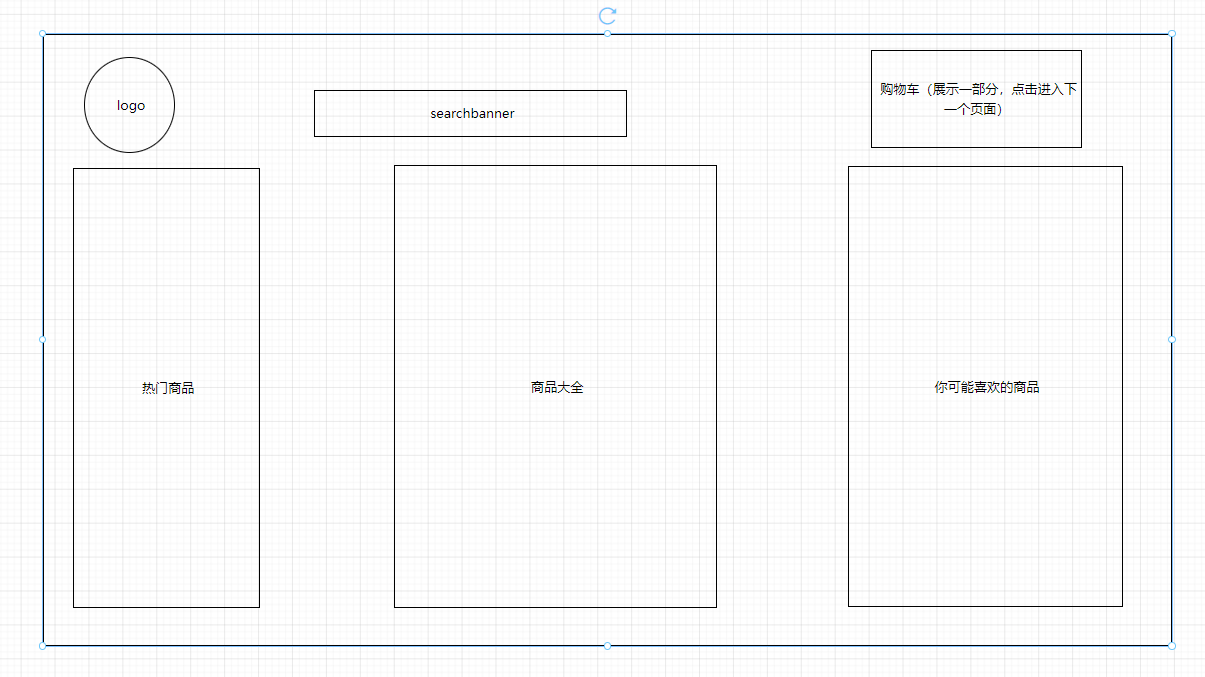 logo
searchbanner
购物车（展示一部分，点击进入下
一个页面）
热门商品
商品大全
你可能喜欢的商品